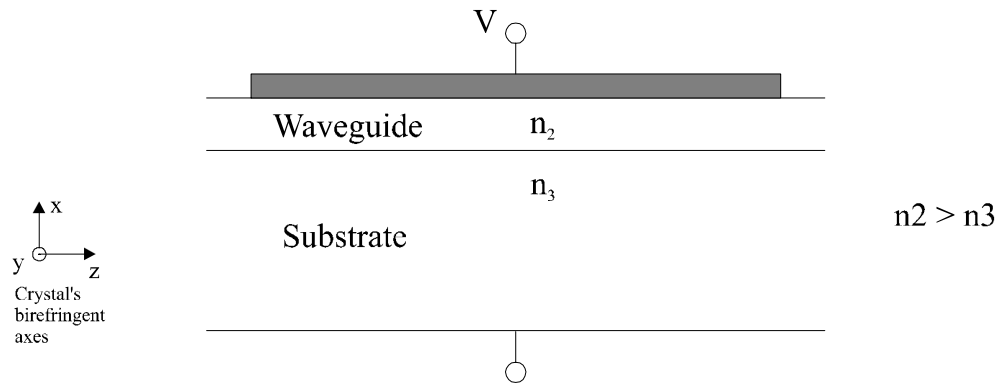 V
Waveguide n₂
n₃
n2 > n3
Substrate
x
y
z
Crystal's
birefringent
axes